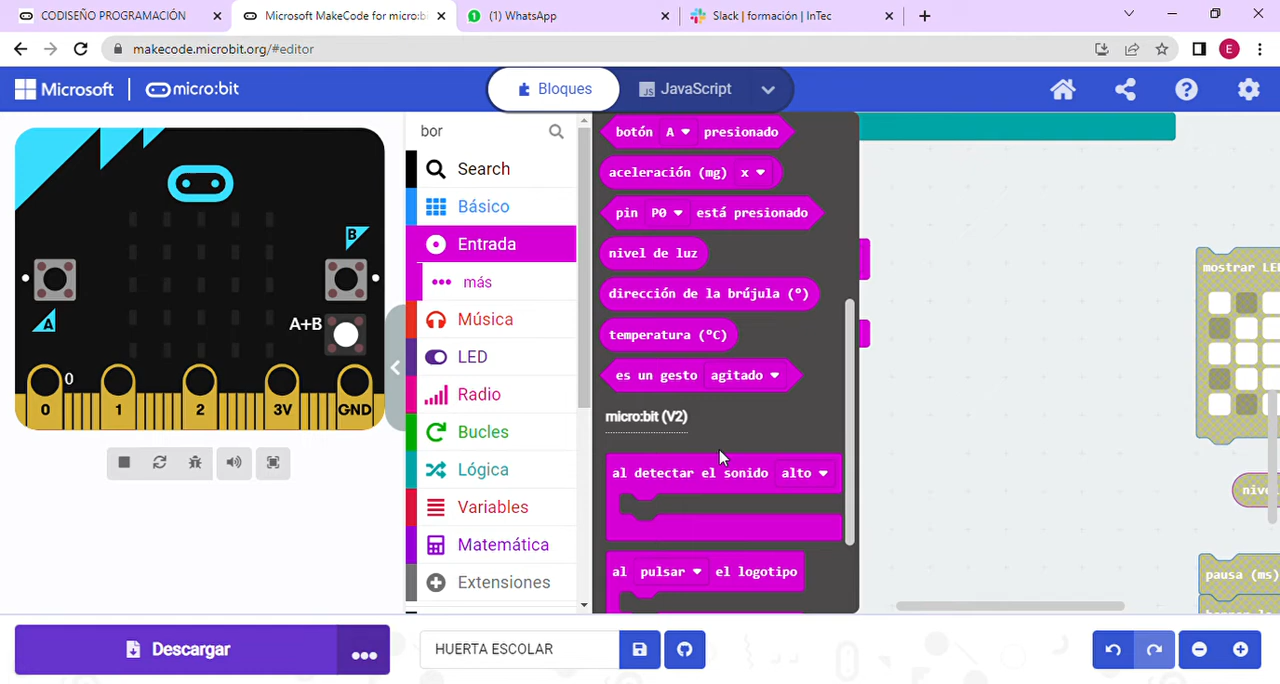 CODISEÑO PROGRAMACIÓN
Microsoft MakeCode for micro:bi
(1) WhatsApp
Slack | formación | InTec
makecode.microbit.org/#editor
E
Microsoft
micro:bit
Bloques
JS JavaScript
B
A
A+B
0
0 1 2 3V GND
bor
Search
Básico
Entrada
más
Música
LED
Radio
Bucles
Lógica
Variables
Matemática
Extensiones
botón A presionado
aceleración (mg) x
pin P0 está presionado
nivel de luz
dirección de la brújula (°)
temperatura (°C)
es un gesto agitado
micro:bit (V2)
al detectar el sonido alto
al pulsar el logotipo
mostrar LE
niv
pausa (ms)
Descargar
HUERTA ESCOLAR